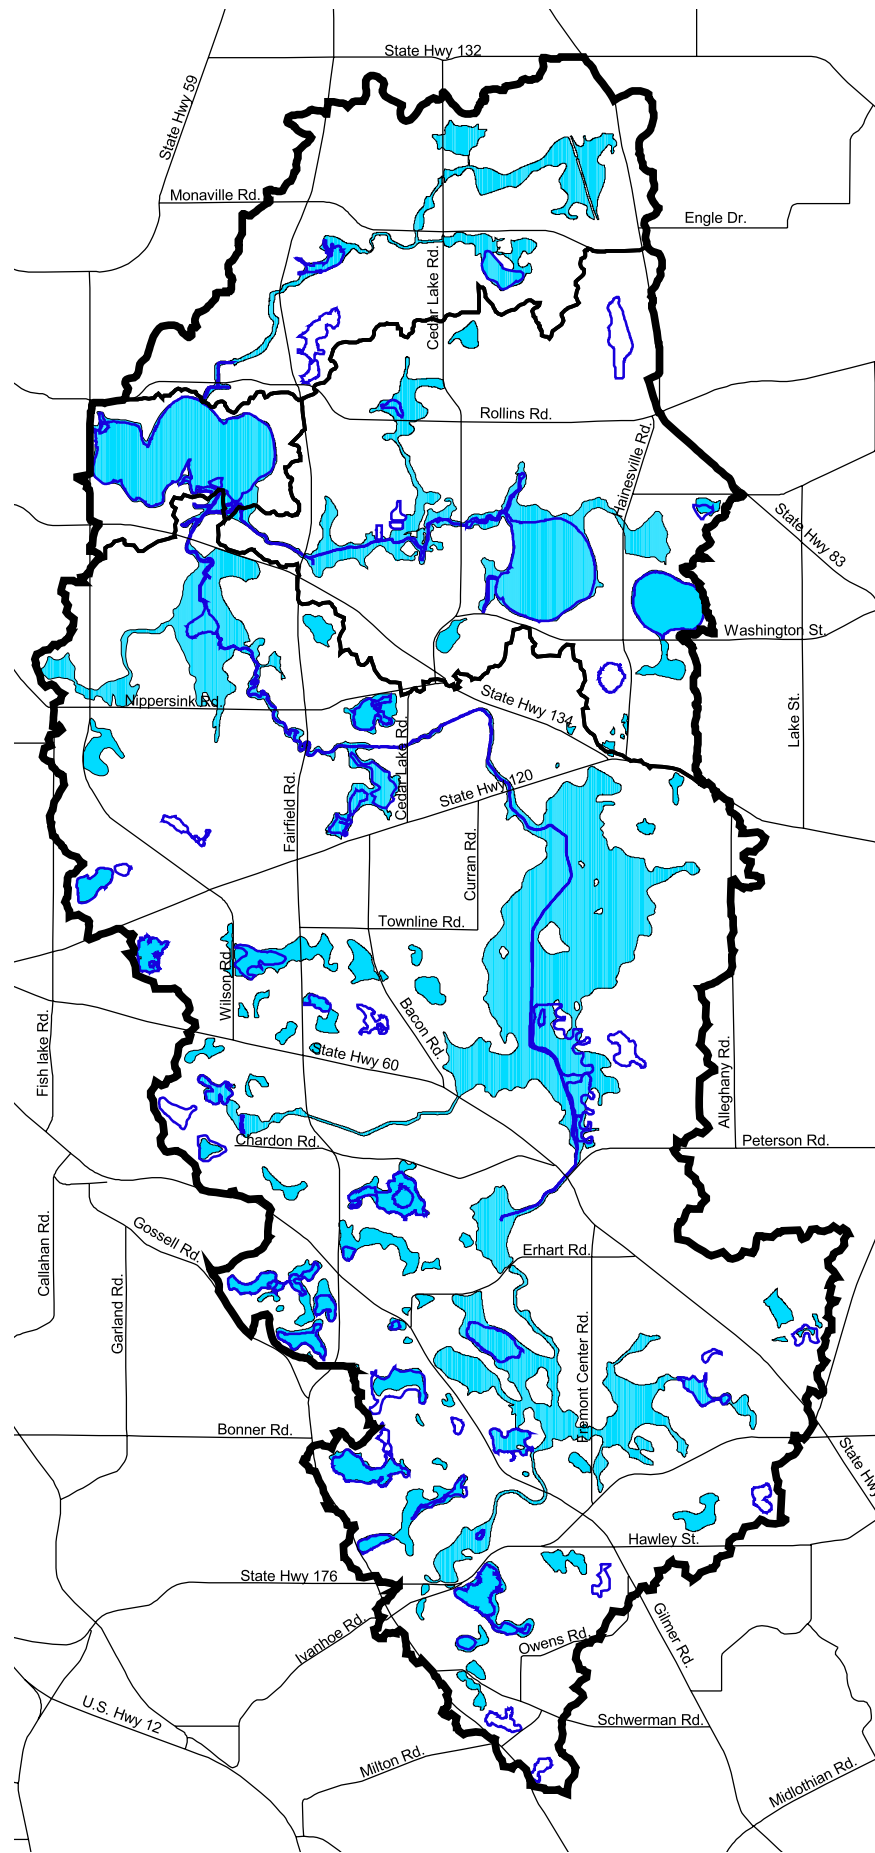 State Hwy 132
State Hwy 59
Monaville Rd.
Engle Dr.
Cedar Lake Rd.
Rollins Rd.
Hainesville Rd.
State Hwy 83
Washington St.
Nippersink Rd.
State Hwy 134
Lake St.
Cedar Lake Rd.
State Hwy 120
Fairfield Rd.
Curran Rd.
Townline Rd.
Wilson Rd.
Bacon Rd.
Fish lake Rd.
State Hwy 60
Alleghany Rd.
Chardon Rd.
Peterson Rd.
Callahan Rd.
Gossell Rd.
Erhart Rd.
Garland Rd.
Fremont Center Rd.
Bonner Rd.
State Hwy
Hawley St.
State Hwy 176
Ivanhoe Rd.
Owens Rd.
Gilmer Rd.
U.S. Hwy 12
Schwerman Rd.
Milton Rd.
Midlothian Rd.